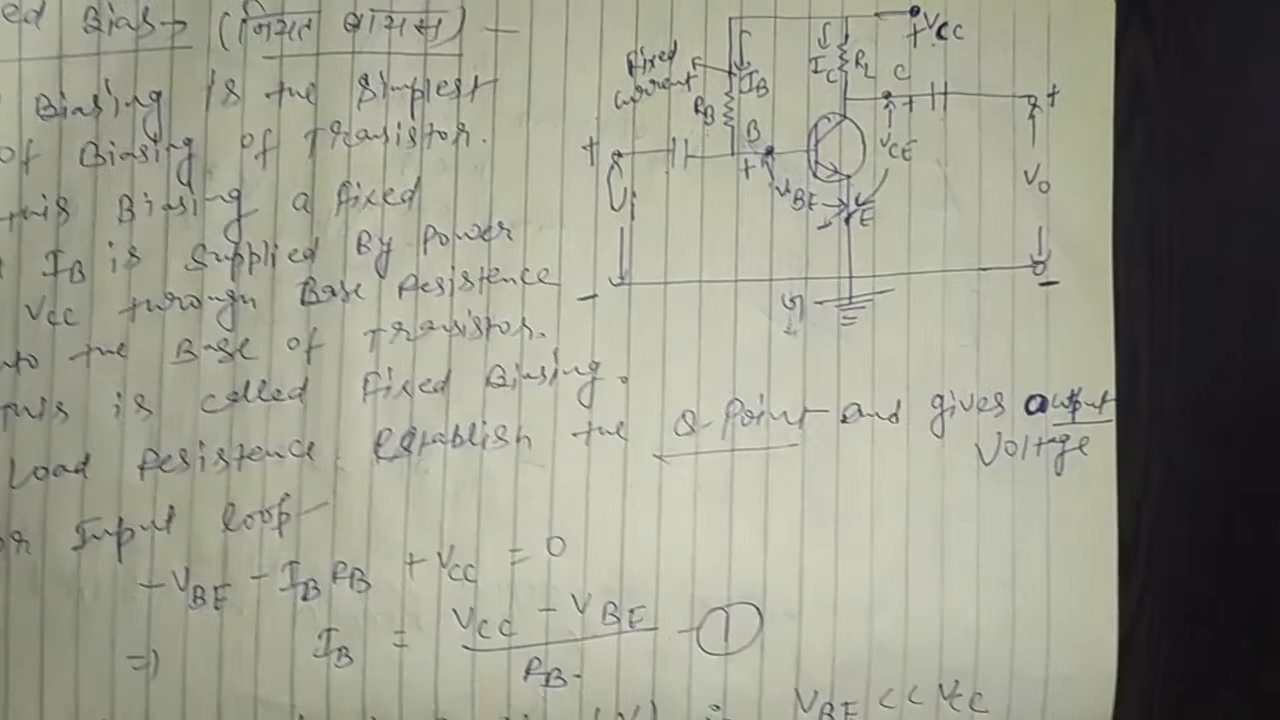 ed Bias → (नियत बायस) —
Biasing is the simplest
of Biasing of Transistor.
this Biasing a fixed
IB is supplied By power
Vcc through Base Resistence
to the Base of Transistor.
This is called fixed Biasing.
Load Resistence establish the Q-Point and gives output
Voltage
or Input loop—
- VBE - IB RB + Vcc = 0
=) IB = VCC - VBE / RB. - 1
VBE << Vcc
+Vcc
fixed
current
IB
IC
RL
C
RB
B
+
+
+
+
VCE
VBE
E
Vo
-
-